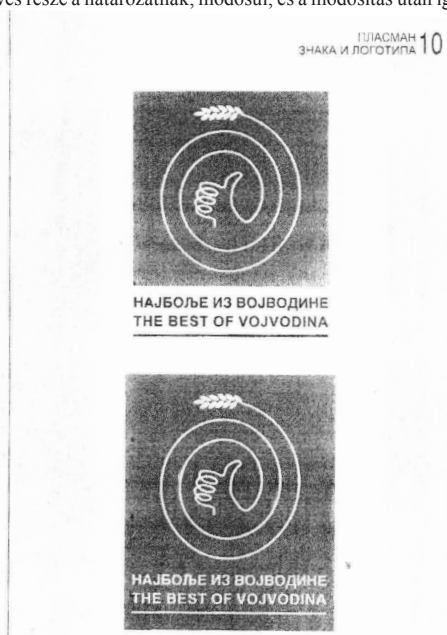 része a határozatnak, módosul, és a módosítás után
ПЛАСМАН 10
ЗНАКА И ЛОГОТИПА
НАЈБОЉЕ ИЗ ВОЈВОДИНЕ
THE BEST OF VOJVODINA
НАЈБОЉЕ ИЗ ВОЈВОДИНЕ
THE BEST OF VOJVODINA